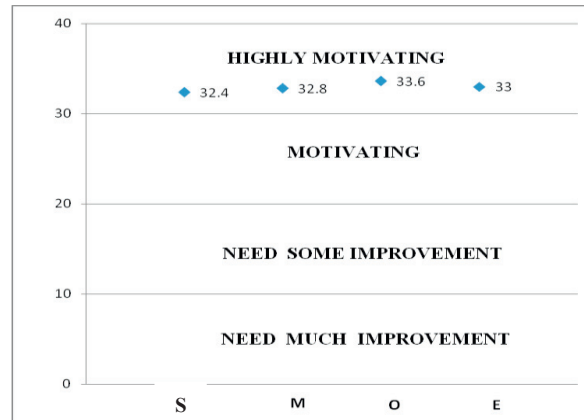 40
HIGHLY MOTIVATING
32.4
32.8
33.6
33
30
MOTIVATING
20
NEED SOME IMPROVEMENT
10
NEED MUCH IMPROVEMENT
0
S M O E